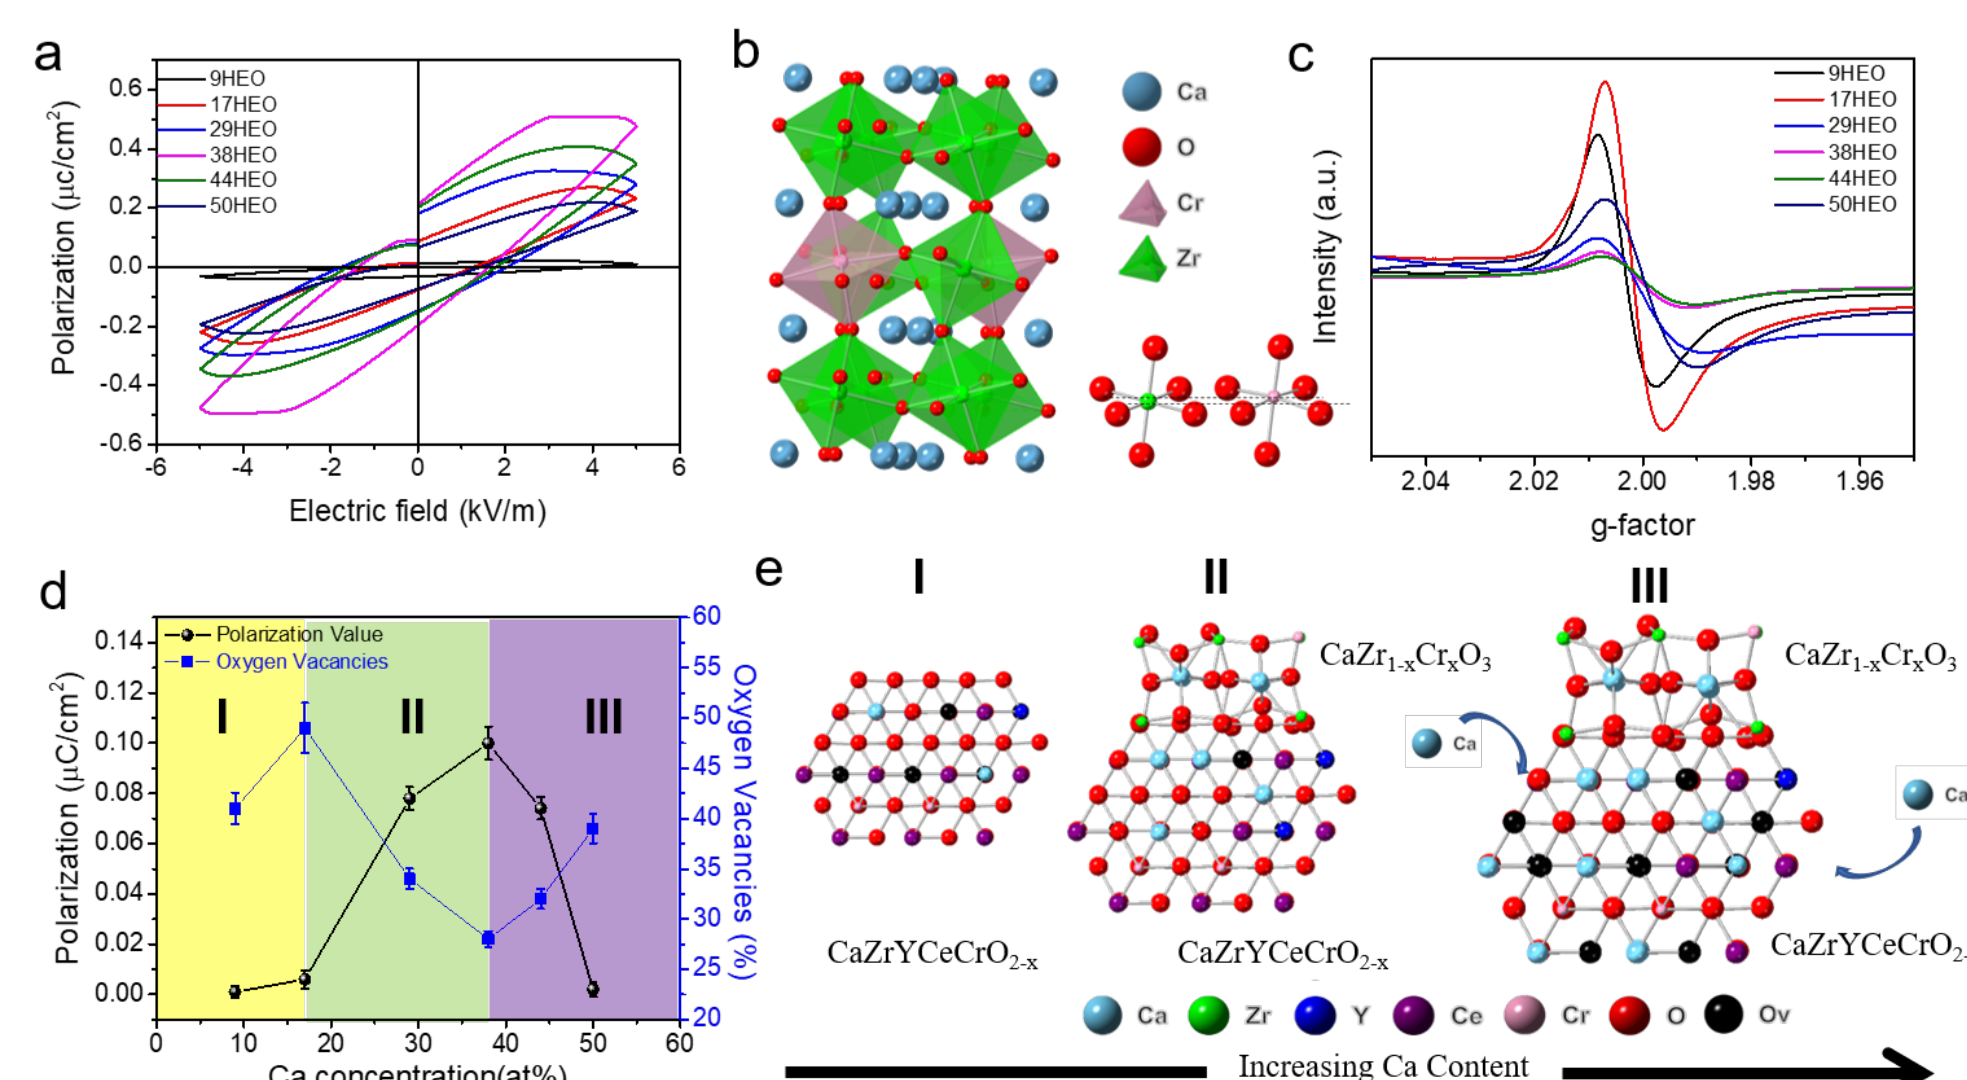 a
0.6
0.4
0.2
0.0
-0.2
-0.4
-0.6
-6
-4
-2
0
2
4
6
Polarization (μc/cm²)
Electric field (kV/m)
9HEO
17HEO
29HEO
38HEO
44HEO
50HEO
b
Ca
O
Cr
Zr
c
9HEO
17HEO
29HEO
38HEO
44HEO
50HEO
Intensity (a.u.)
2.04
2.02
2.00
1.98
1.96
g-factor
d
Polarization Value
Oxygen Vacancies
I
II
III
0.14
0.12
0.10
0.08
0.06
0.04
0.02
0.00
Polarization (μC/cm²)
60
55
50
45
40
35
30
25
20
Oxygen Vacancies (%)
0
10
20
30
40
50
60
Ca concentration(at%)
e
I
II
III
CaZr₁₋ₓCrₓO₃
CaZr₁₋ₓCrₓO₃
Ca
Ca
CaZrYCeCrO₂₋ₓ
CaZrYCeCrO₂₋ₓ
CaZrYCeCrO₂₋
Ca
Zr
Y
Ce
Cr
O
Ov
Increasing Ca Content